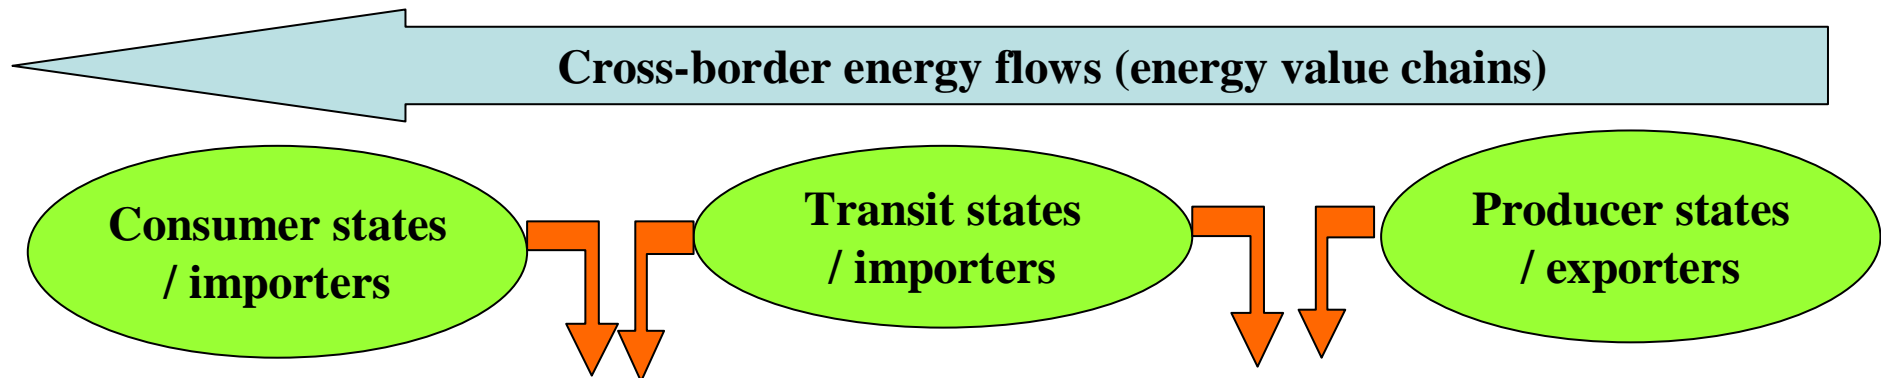 Cross-border energy flows (energy value chains)
Consumer states
/ importers
Transit states
/ importers
Producer states
/ exporters